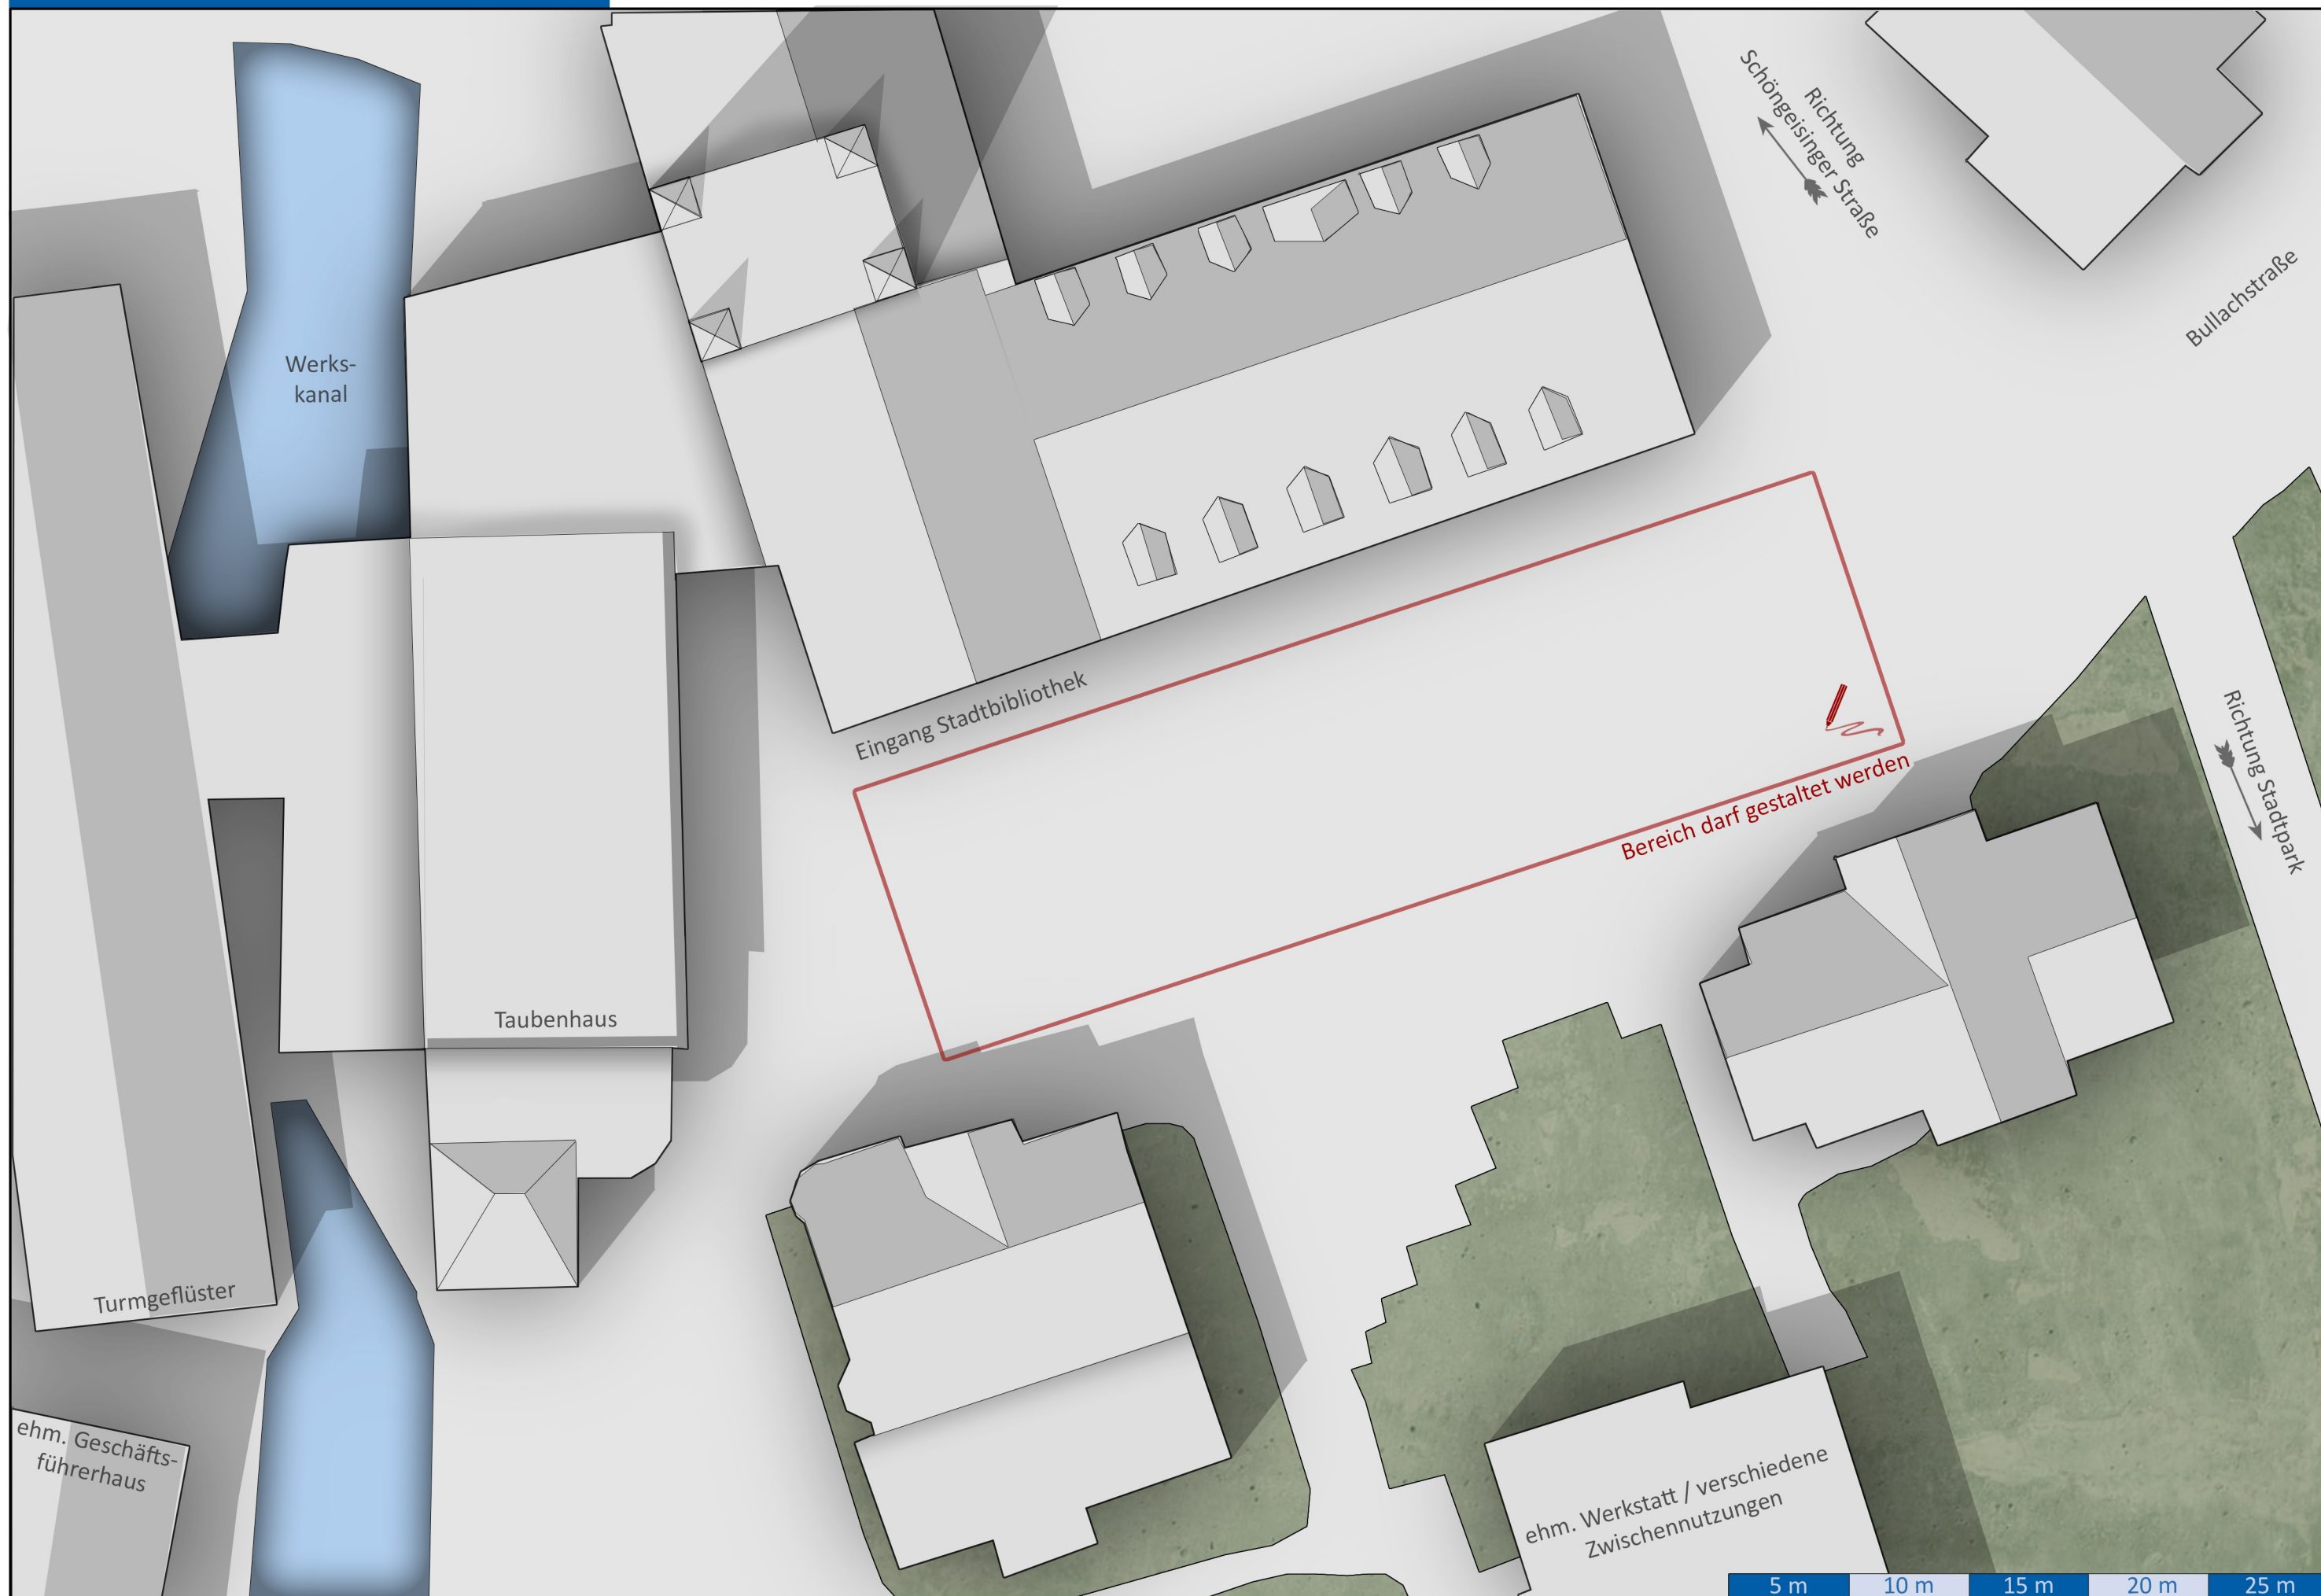 Richtung
Schöngeisinger Straße
Bullachstraße
Werks-
kanal
Eingang Stadtbibliothek
Bereich darf gestaltet werden
Richtung Stadtpark
Taubenhaus
Turmgeflüster
ehm. Geschäfts-
führerhaus
ehm. Werkstatt / verschiedene
Zwischennutzungen
5 m 10 m 15 m 20 m 25 m